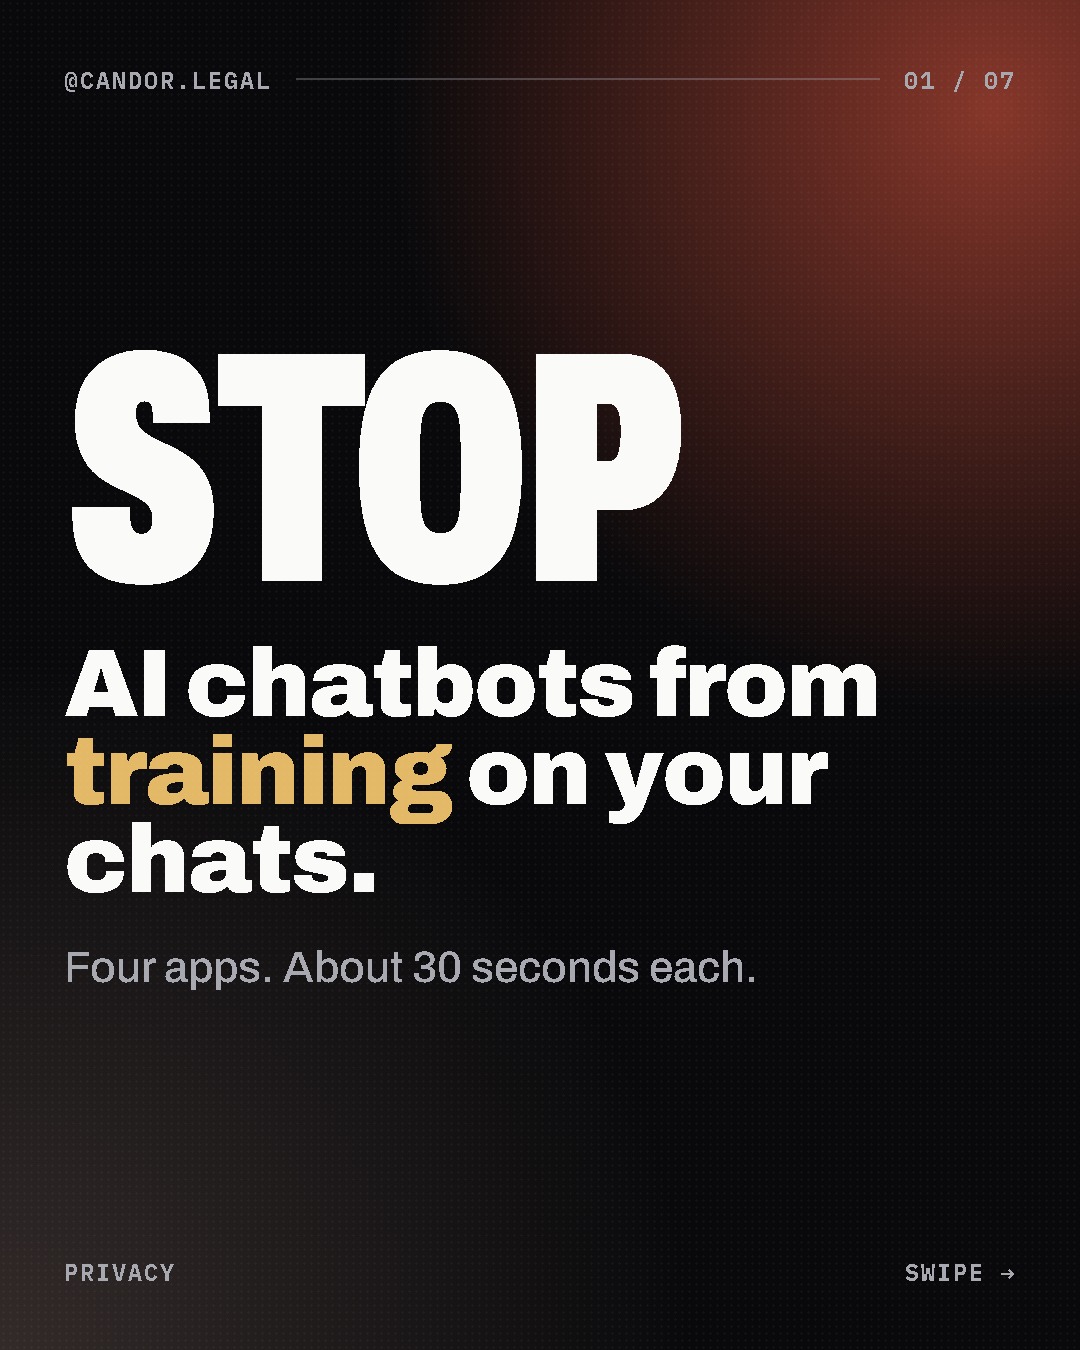 @CANDOR.LEGAL
01 / 07
STOP
AI chatbots from
training on your
chats.
Four apps. About 30 seconds each.
PRIVACY
SWIPE →